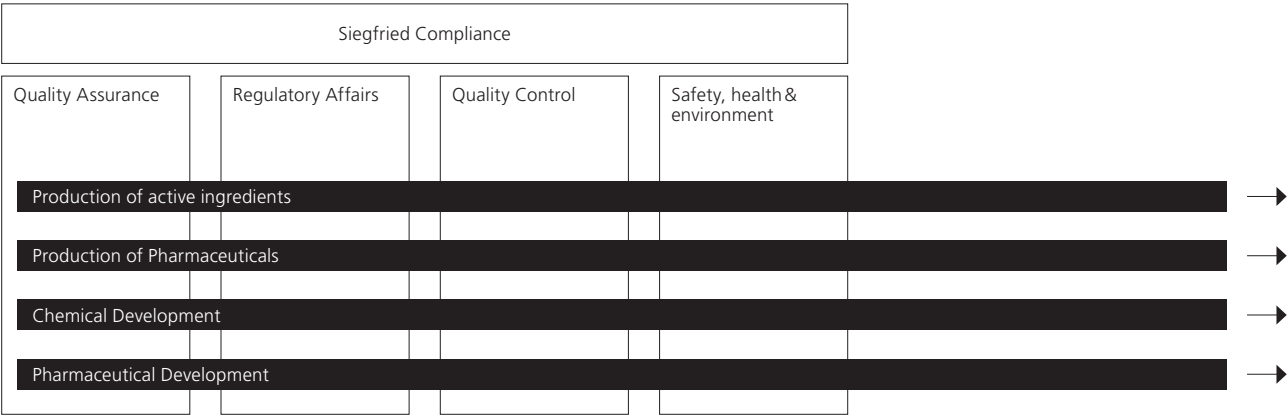 Siegfried Compliance
Quality Assurance
Regulatory Affairs
Quality Control
Safety, health &
environment
Production of active ingredients
Production of Pharmaceuticals
Chemical Development
Pharmaceutical Development